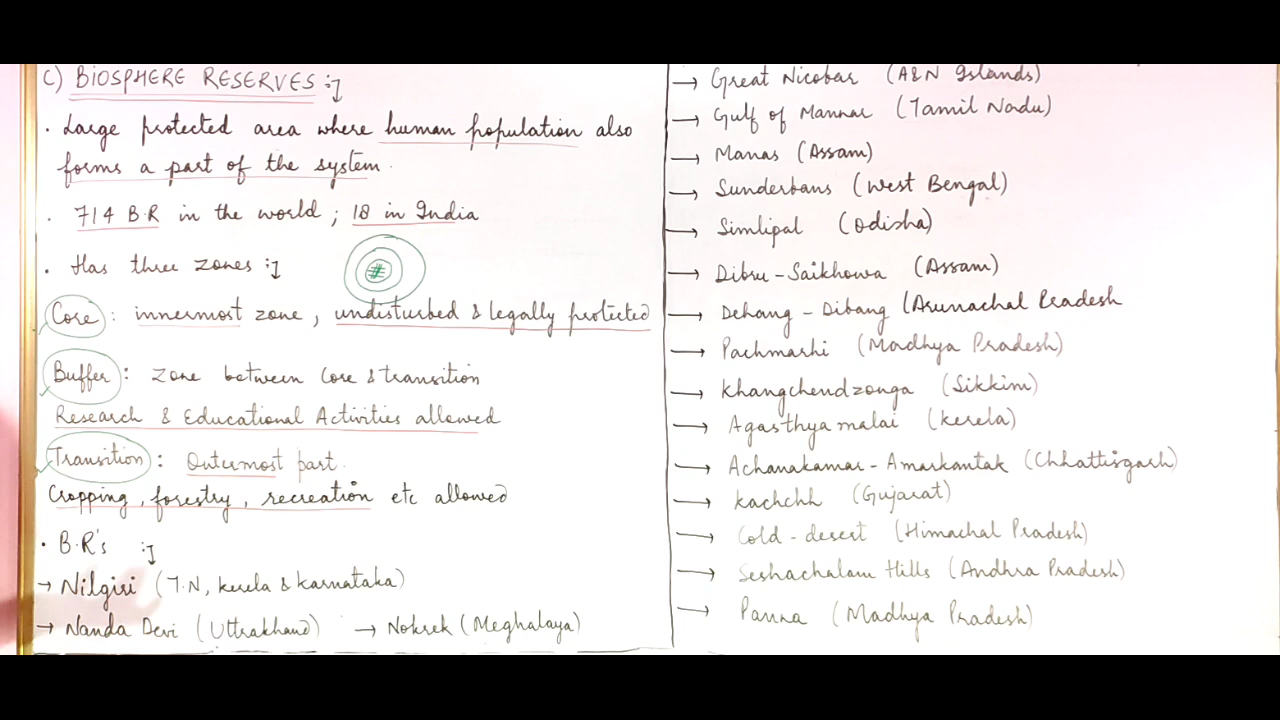 C) BIOSPHERE RESERVES :⁊
· Large protected area where human population also
forms a part of the system.
· 714 B.R in the world ; 18 in India
· Has three zones :⁊
Core : innermost zone, undisturbed & legally protected
Buffer : zone between Core & transition
Research & Educational Activities allowed
Transition : Outermost part.
Cropping, forestry, recreation etc allowed
· B.R's :⁊
→ Nilgiri (T.N, kerela & karnataka)
→ Nanda Devi (Uttrakhand) → Nokrek (Meghalaya)
→ Great Nicobar (A&N Islands)
→ Gulf of Mannar (Tamil Nadu)
→ Manas (Assam)
→ Sunderbans (West Bengal)
→ Simlipal (Odisha)
→ Dibru-Saikhowa (Assam)
→ Dehang - Dibang (Arunachal Pradesh
→ Pachmarhi (Madhya Pradesh)
→ Khangchendzonga (Sikkim)
→ Agasthyamalai (kerela)
→ Achanakamar-Amarkantak (Chhattisgarh)
→ kachchh (Gujarat)
→ Cold-desert (Himachal Pradesh)
→ Seshachalam Hills (Andhra Pradesh)
→ Panna (Madhya Pradesh)